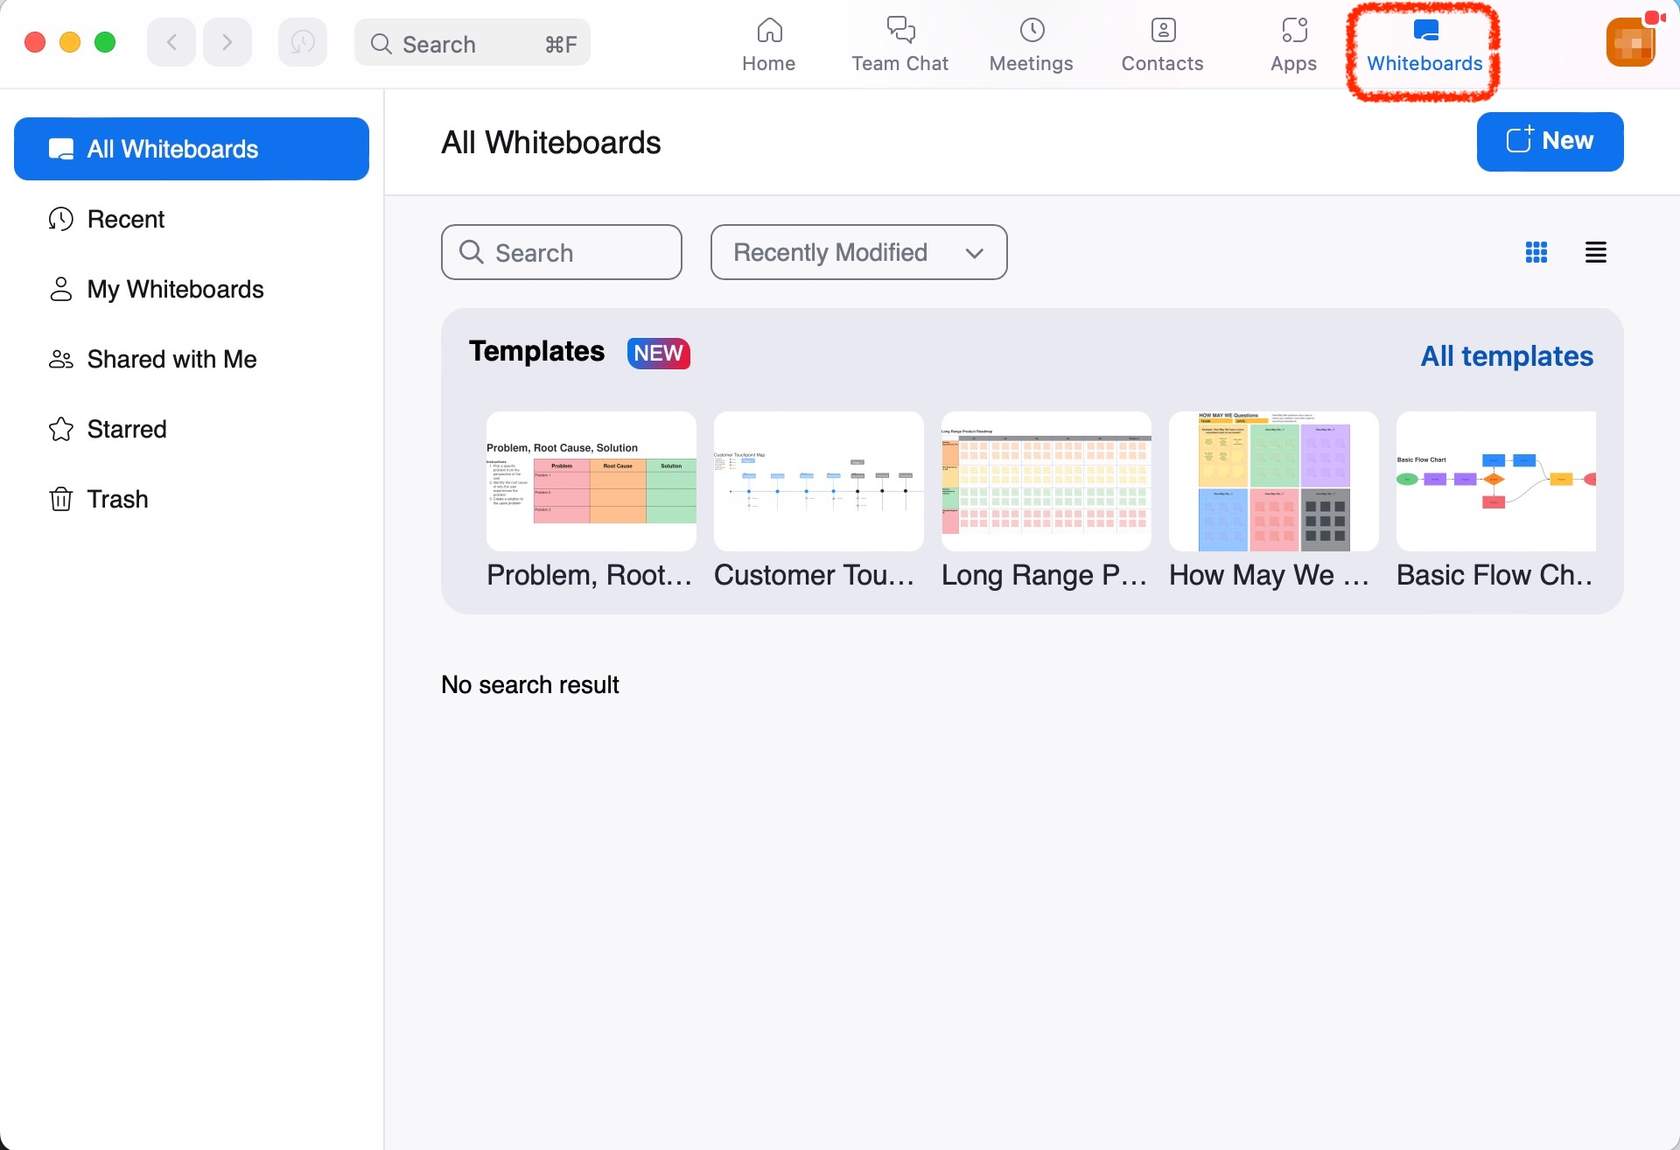 Search ⌘F
Home
Team Chat
Meetings
Contacts
Apps
Whiteboards
All Whiteboards
Recent
My Whiteboards
Shared with Me
Starred
Trash
All Whiteboards
New
Search
Recently Modified
Templates NEW
All templates
Problem, Root Cause, Solution
Problem Root Cause Solution
Customer Touchpoint Map
Long Range Product Roadmap
HOW MAY WE Questions
Basic Flow Chart
Problem, Root...
Customer Tou...
Long Range P...
How May We ...
Basic Flow Ch..
No search result